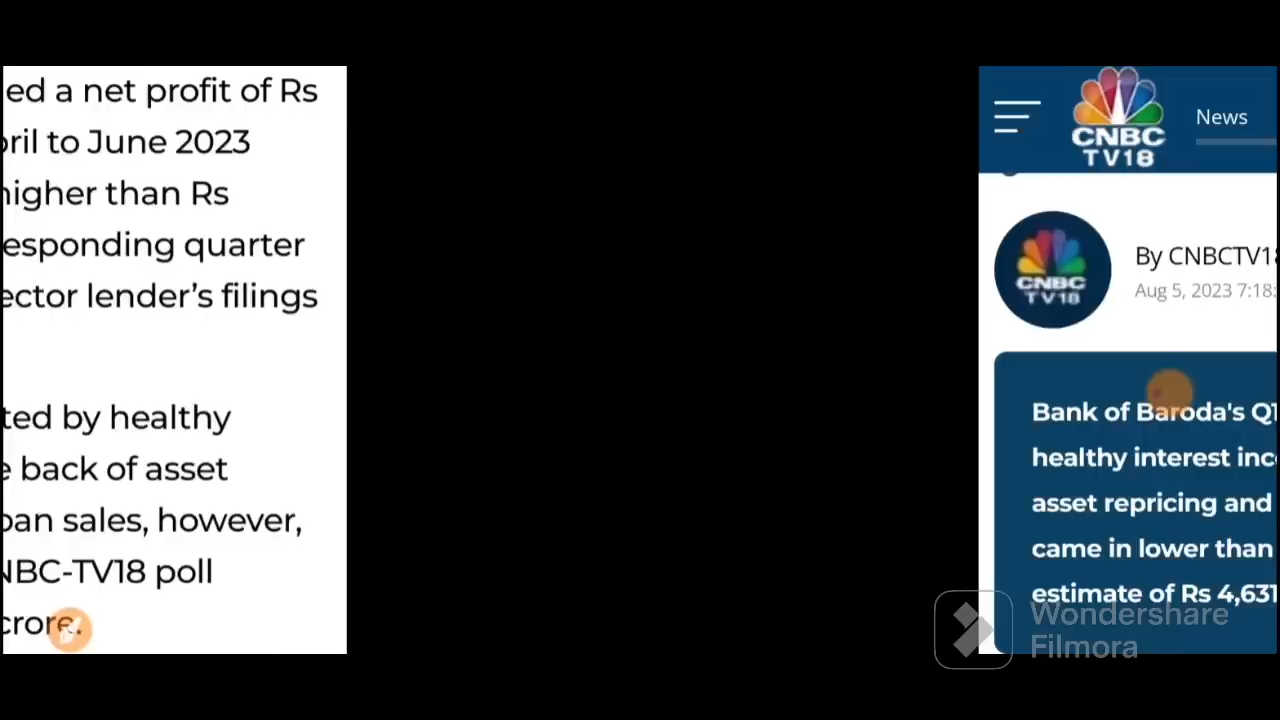 ed a net profit of Rs
ril to June 2023
higher than Rs
esponding quarter
ector lender's filings
ted by healthy
e back of asset
oan sales, however,
NBC-TV18 poll
crore.
CNBC
TV18
News
CNBC
TV18
By CNBCTV18
Aug 5, 2023 7:18:
Bank of Baroda's Q1
healthy interest inc
asset repricing and
came in lower than
estimate of Rs 4,631
Wondershare
Filmora